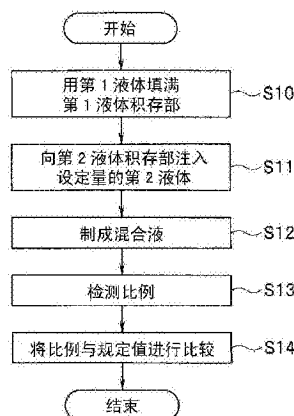 开始
用第1液体填满
第1液体积存部
S10
向第2液体积存部注入
设定量的第2液体
S11
制成混合液
S12
检测比例
S13
将比例与规定值进行比较
S14
结束